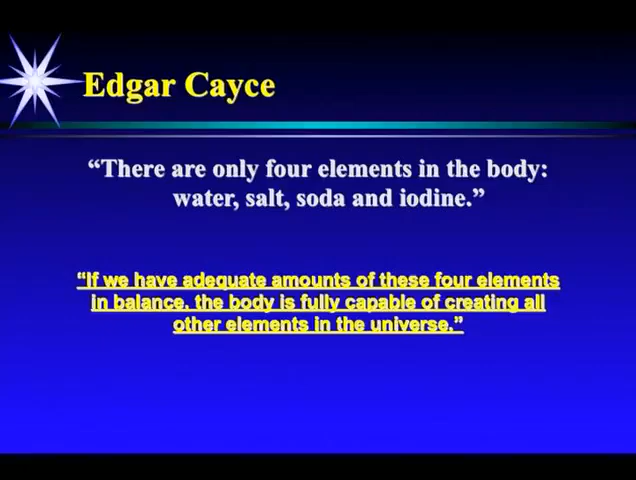 Edgar Cayce
“There are only four elements in the body:
water, salt, soda and iodine.”
“If we have adequate amounts of these four elements
in balance, the body is fully capable of creating all
other elements in the universe.”